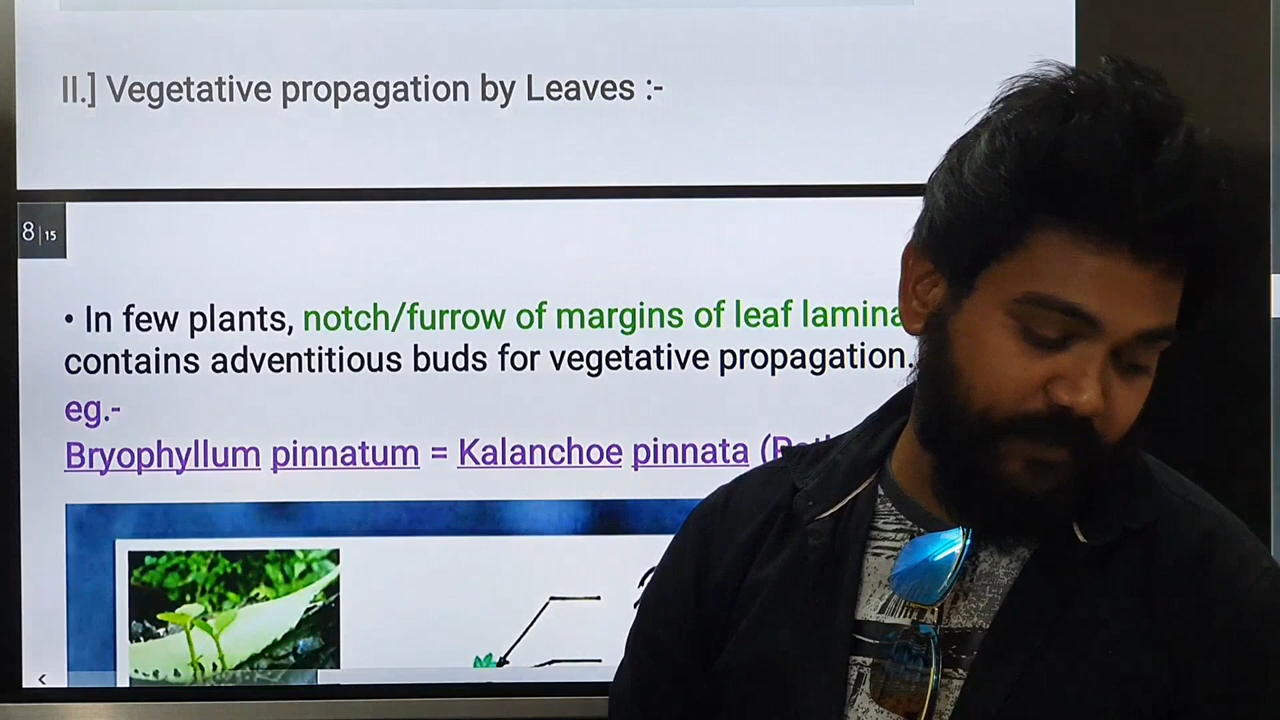 II.] Vegetative propagation by Leaves :-
8|15
• In few plants, notch/furrow of margins of leaf lamina
contains adventitious buds for vegetative propagation.
eg.-
Bryophyllum pinnatum = Kalanchoe pinnata